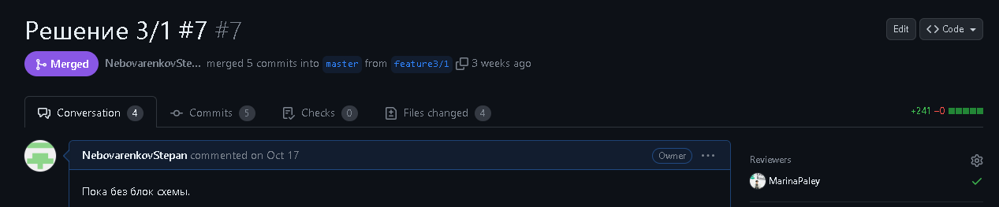 Решение 3/1 #7 #7
Edit
Code
Merged NebovarenkovSte... merged 5 commits into master from feature3/1 3 weeks ago
Conversation 4 Commits 5 Checks 0 Files changed 4
+241 −0
NebovarenkovStepan commented on Oct 17
Owner ...
Пока без блок схемы.
Reviewers
MarinaPaley